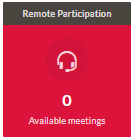 Remote Participation
0
Available meetings